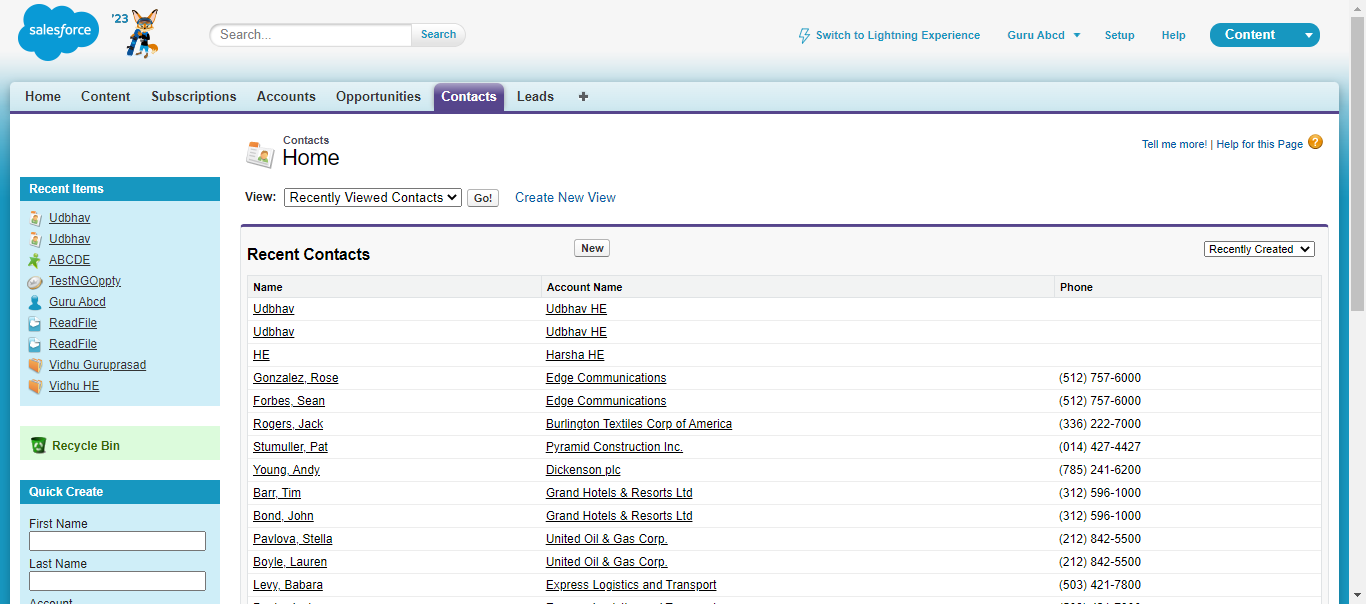 salesforce
'23
Search...
Search
Switch to Lightning Experience
Guru Abcd
Setup
Help
Content
Home Content Subscriptions Accounts Opportunities Contacts Leads +
Contacts
Home
Tell me more! | Help for this Page ?
View: Recently Viewed Contacts Go! Create New View
Recent Items
Udbhav
Udbhav
ABCDE
TestNGOppty
Guru Abcd
ReadFile
ReadFile
Vidhu Guruprasad
Vidhu HE
Recycle Bin
Quick Create
First Name
Last Name
Account
Recent Contacts New Recently Created
Name Account Name Phone
Udbhav Udbhav HE
Udbhav Udbhav HE
HE Harsha HE
Gonzalez, Rose Edge Communications (512) 757-6000
Forbes, Sean Edge Communications (512) 757-6000
Rogers, Jack Burlington Textiles Corp of America (336) 222-7000
Stumuller, Pat Pyramid Construction Inc. (014) 427-4427
Young, Andy Dickenson plc (785) 241-6200
Barr, Tim Grand Hotels & Resorts Ltd (312) 596-1000
Bond, John Grand Hotels & Resorts Ltd (312) 596-1000
Pavlova, Stella United Oil & Gas Corp. (212) 842-5500
Boyle, Lauren United Oil & Gas Corp. (212) 842-5500
Levy, Babara Express Logistics and Transport (503) 421-7800